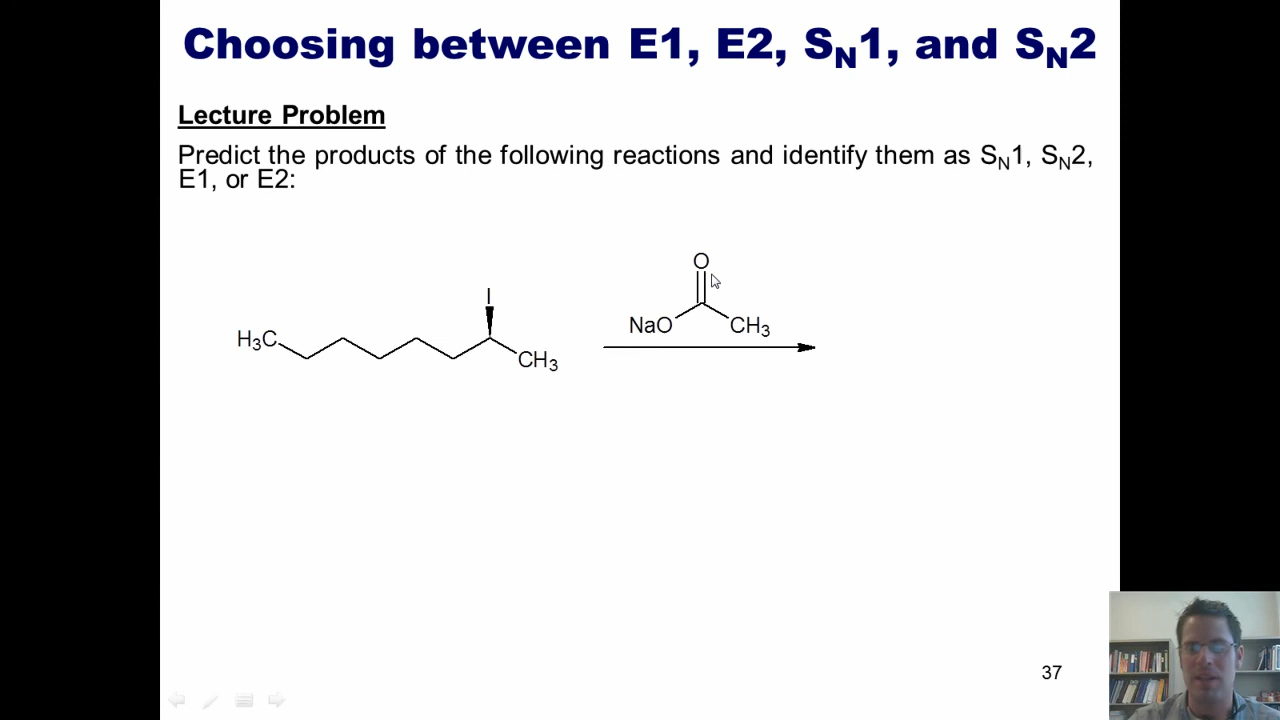 Choosing between E1, E2, SN1, and SN2
Lecture Problem
Predict the products of the following reactions and identify them as SN1, SN2,
E1, or E2:
O
I
NaO
CH3
H3C
CH3
37